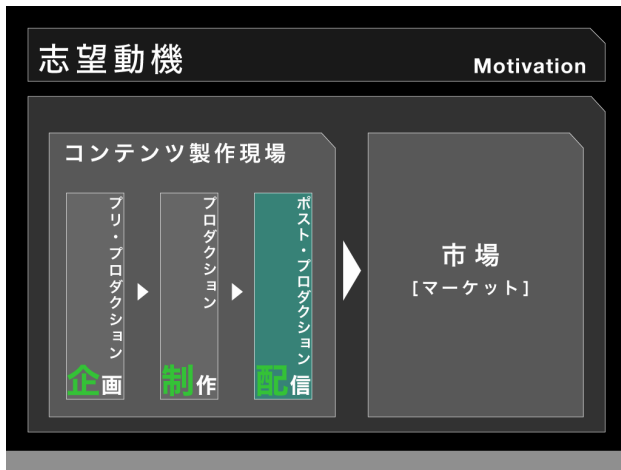 志望動機
Motivation
コンテンツ製作現場
プリ・プロダクション
企画
プロダクション
制作
ポスト・プロダクション
配信
市場
[マーケット]